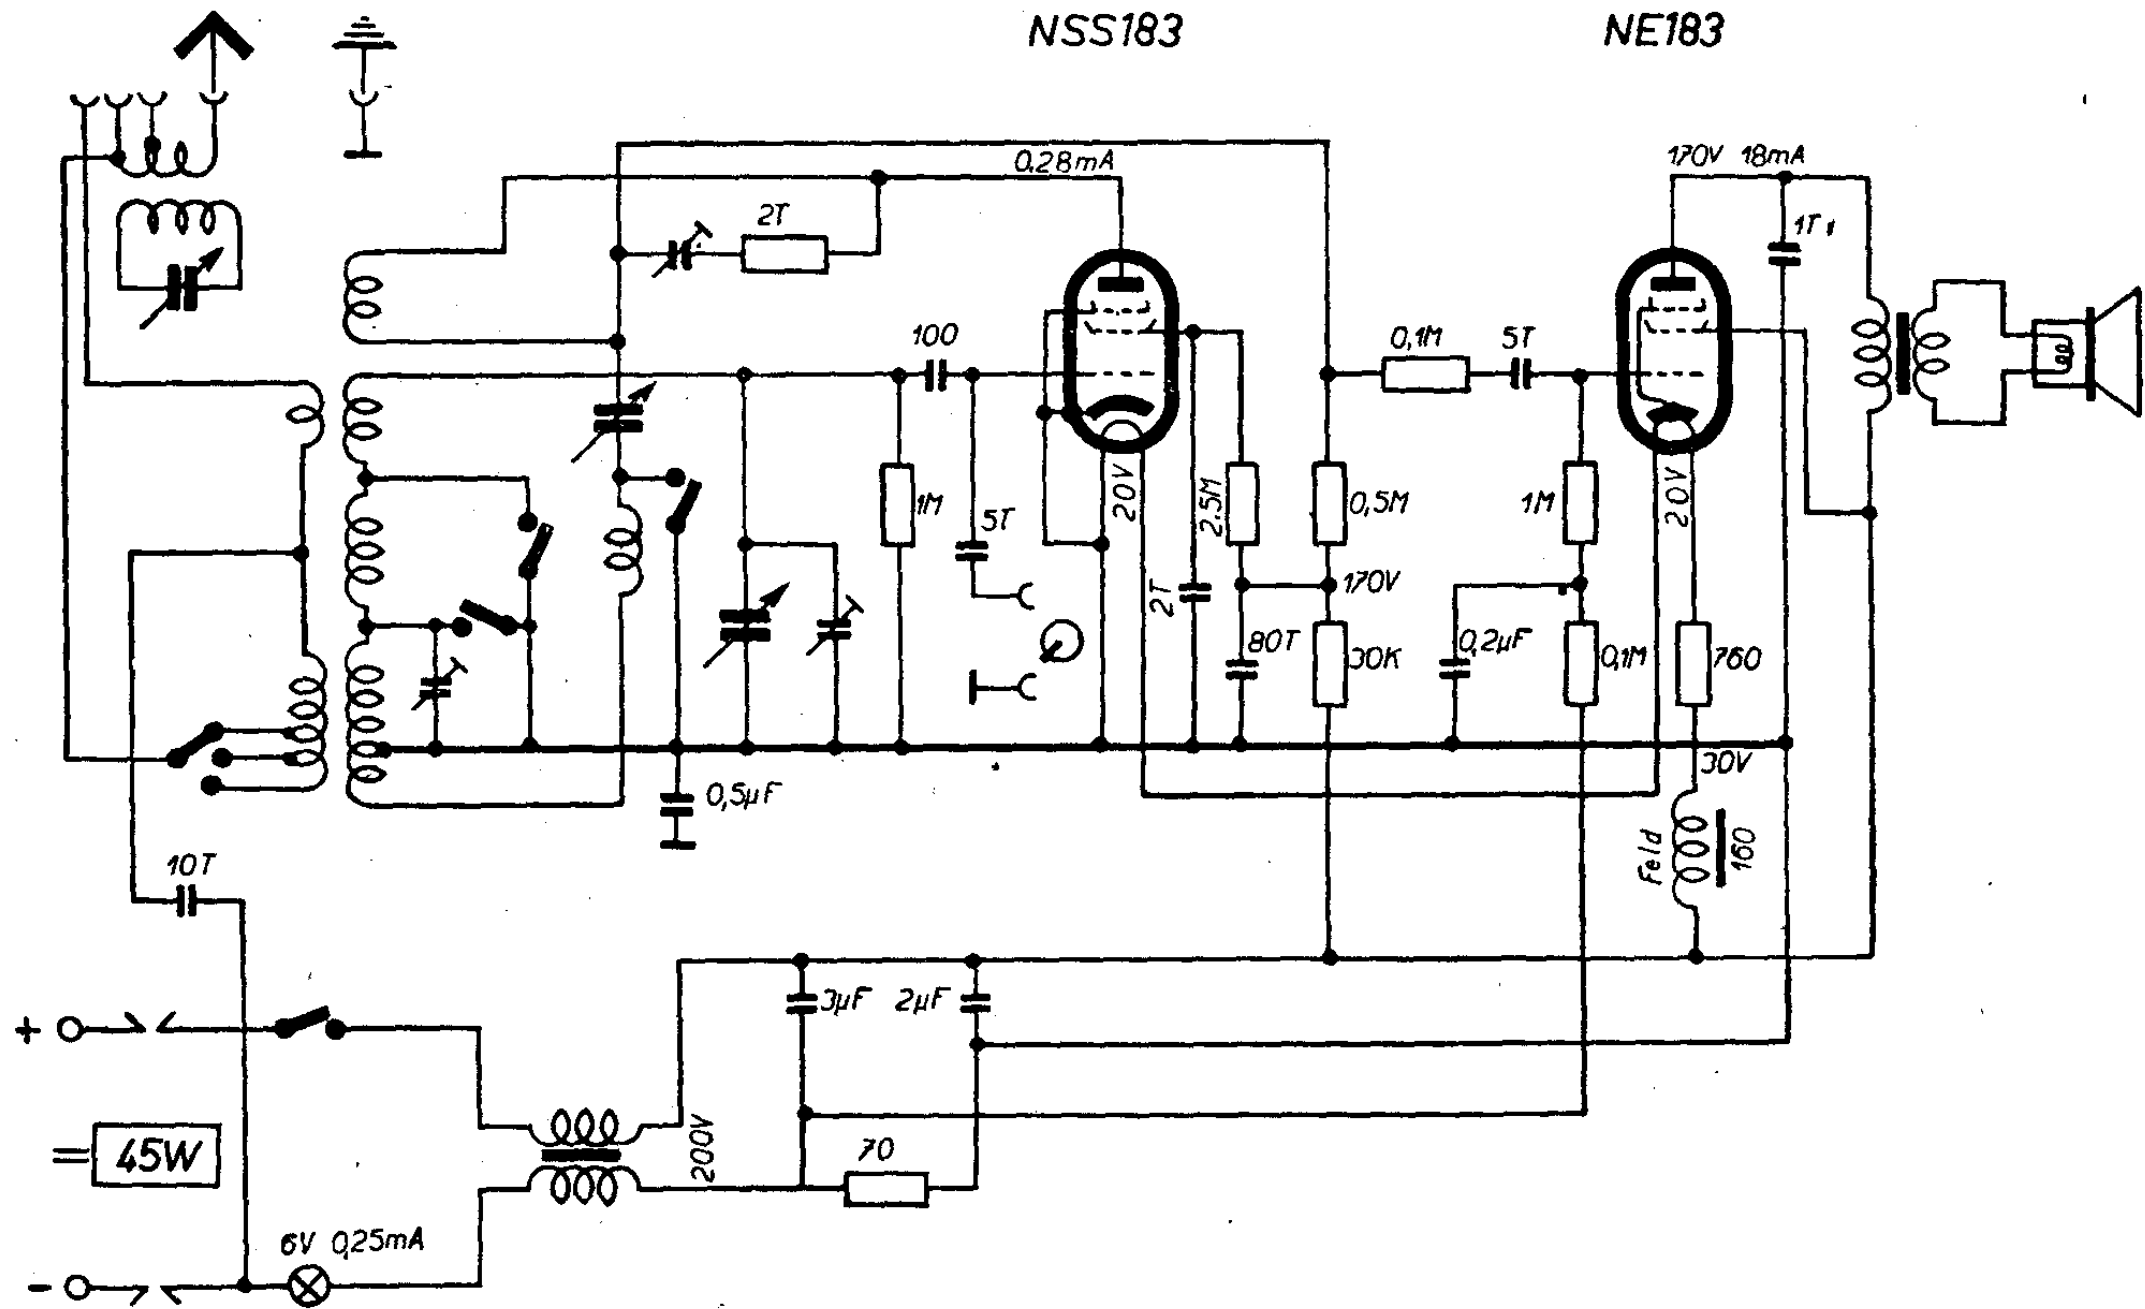 NSS183
NE183
0.28mA
170V 18mA
2T
1T
100
0,1M
5T
1M
5T
20V
2.5M
0,5M
1M
20V
170V
2T
80T
30K
0,2µF
0,1M
760
30V
0,5µF
Feld
160
10T
3µF
2µF
+
200V
70
= 45W
6V 0,25mA
-